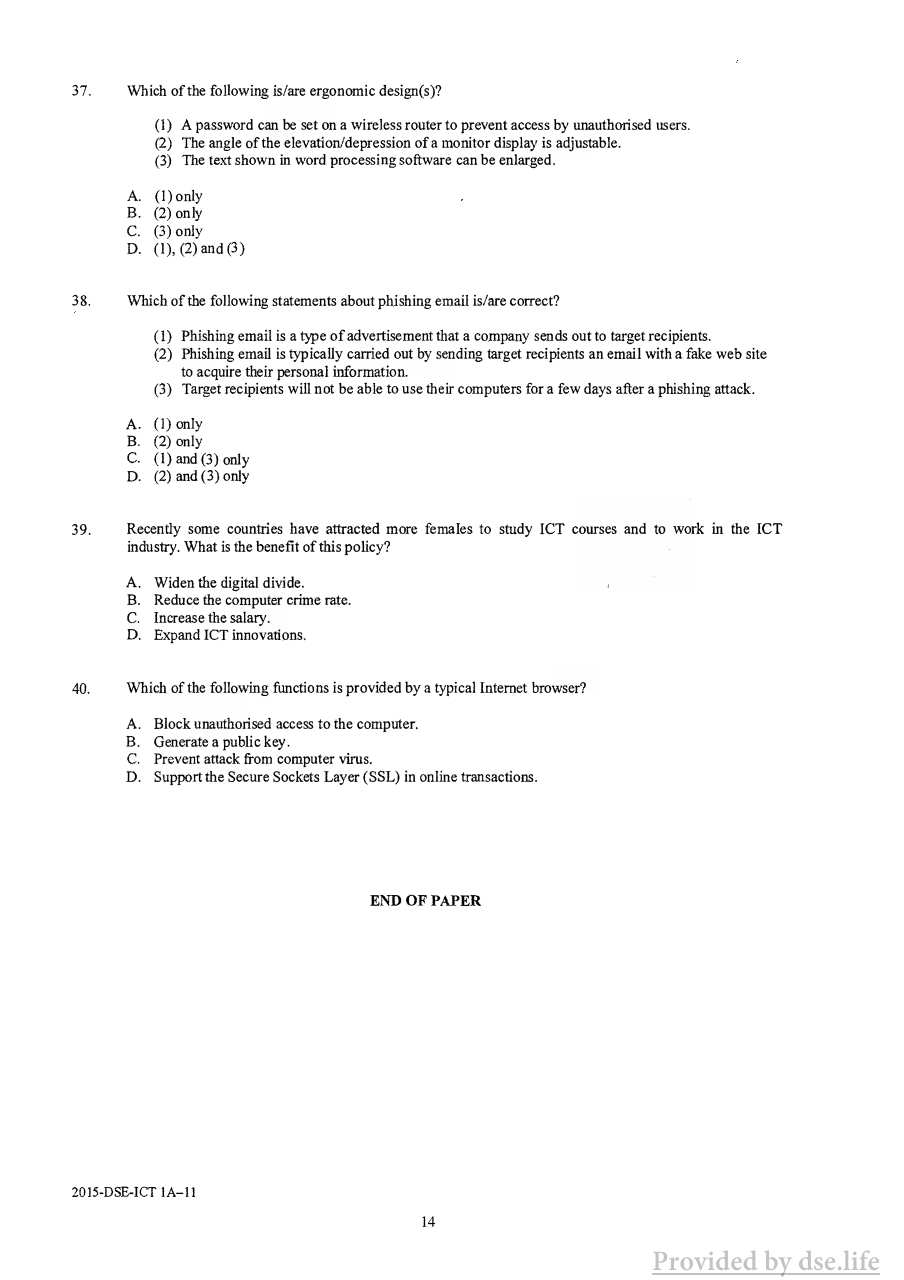 37. Which of the following is/are ergonomic design(s)?
(1) A password can be set on a wireless router to prevent access by unauthorised users.
(2) The angle of the elevation/depression of a monitor display is adjustable.
(3) The text shown in word processing software can be enlarged.
A. (1) only
B. (2) only
C. (3) only
D. (1), (2) and (3)
38. Which of the following statements about phishing email is/are correct?
(1) Phishing email is a type of advertisement that a company sends out to target recipients.
(2) Phishing email is typically carried out by sending target recipients an email with a fake web site
to acquire their personal information.
(3) Target recipients will not be able to use their computers for a few days after a phishing attack.
A. (1) only
B. (2) only
C. (1) and (3) only
D. (2) and (3) only
39. Recently some countries have attracted more females to study ICT courses and to work in the ICT
industry. What is the benefit of this policy?
A. Widen the digital divide.
B. Reduce the computer crime rate.
C. Increase the salary.
D. Expand ICT innovations.
40. Which of the following functions is provided by a typical Internet browser?
A. Block unauthorised access to the computer.
B. Generate a public key.
C. Prevent attack from computer virus.
D. Support the Secure Sockets Layer (SSL) in online transactions.
END OF PAPER
2015-DSE-ICT 1A–11
14
Provided by dse.life